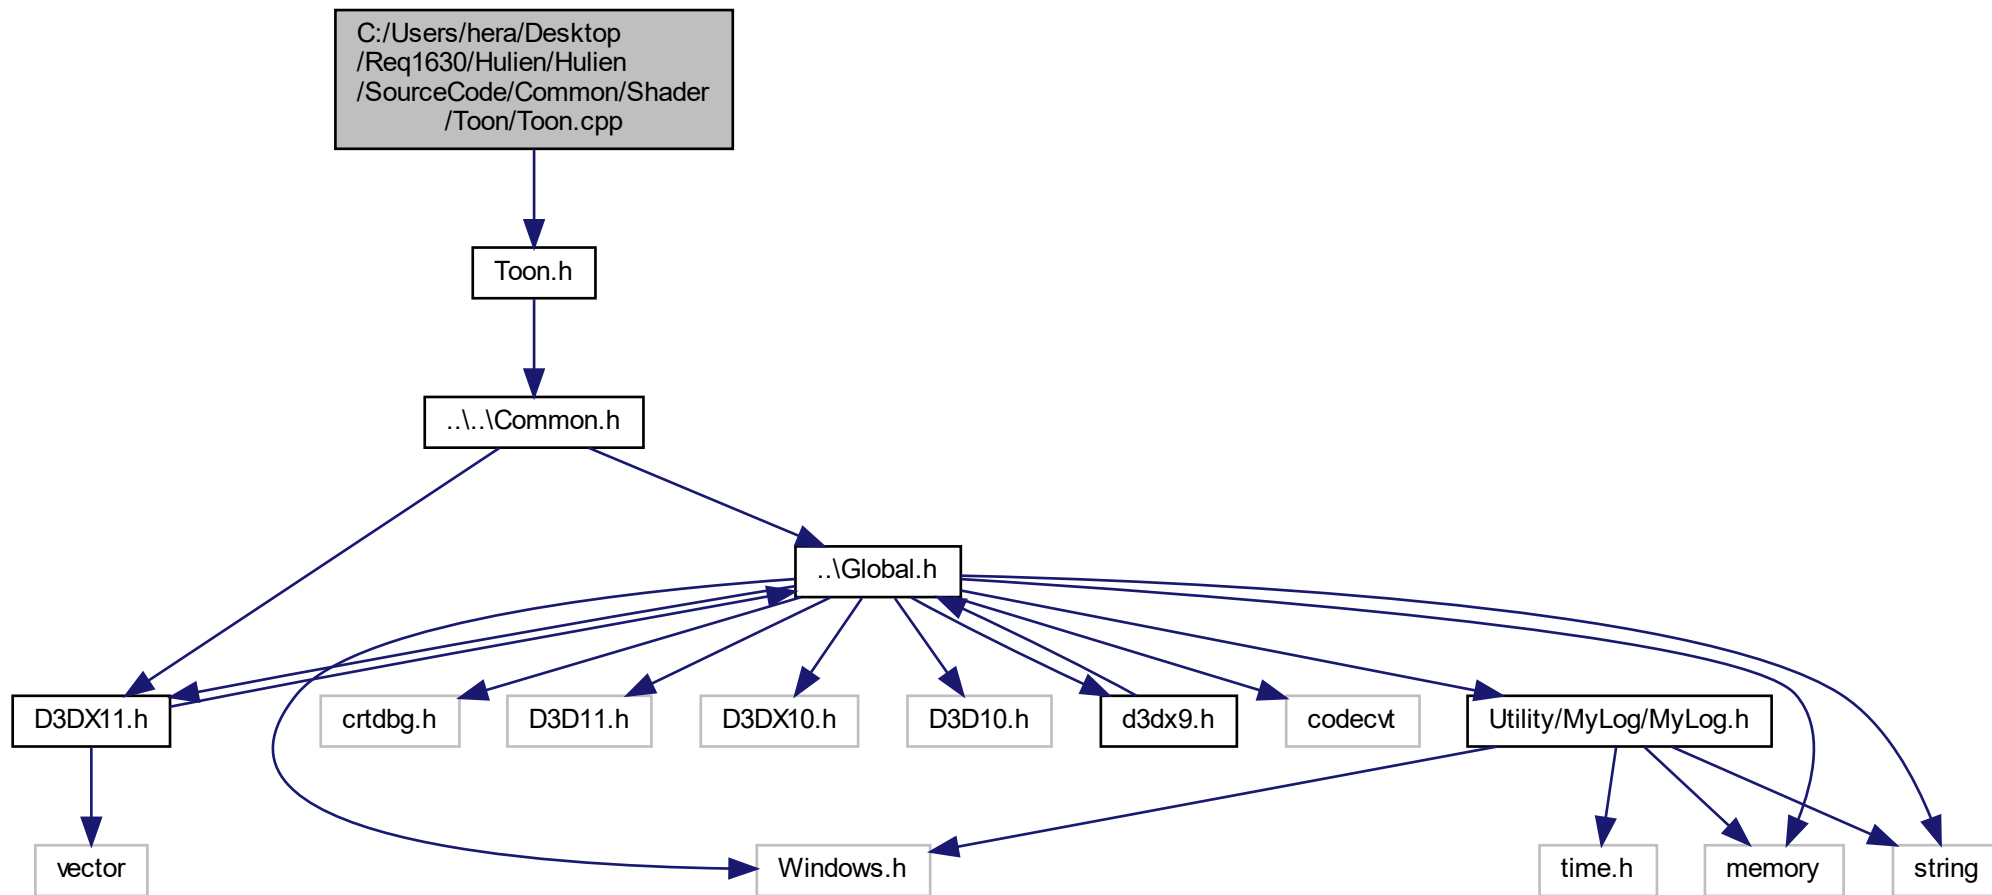 C:/Users/hera/Desktop
/Req1630/Hulien/Hulien
/SourceCode/Common/Shader
/Toon/Toon.cpp
Toon.h
..\..\Common.h
..\Global.h
D3DX11.h
crtdbg.h
D3D11.h
D3DX10.h
D3D10.h
d3dx9.h
codecvt
Utility/MyLog/MyLog.h
vector
Windows.h
time.h
memory
string